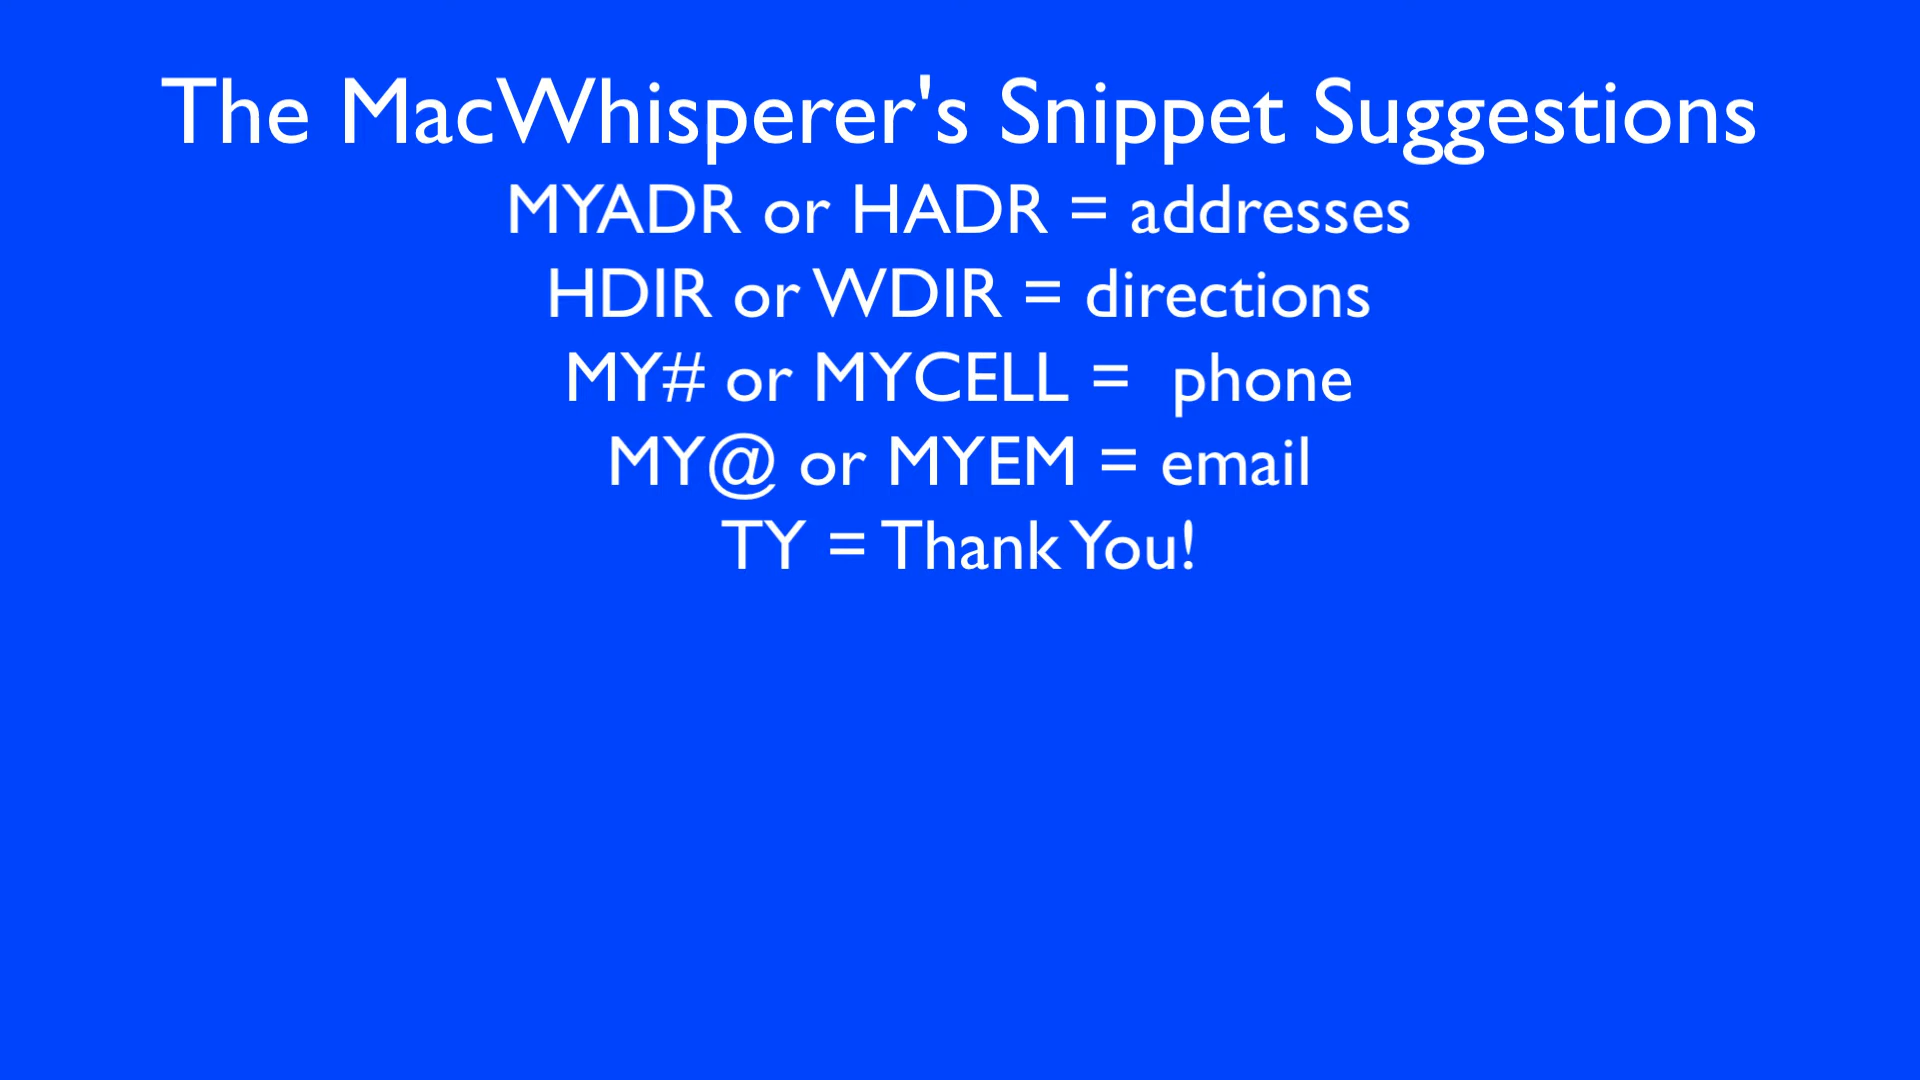 The MacWhisperer's Snippet Suggestions
MYADR or HADR = addresses
HDIR or WDIR = directions
MY# or MYCELL =  phone
MY@ or MYEM = email
TY = Thank You!